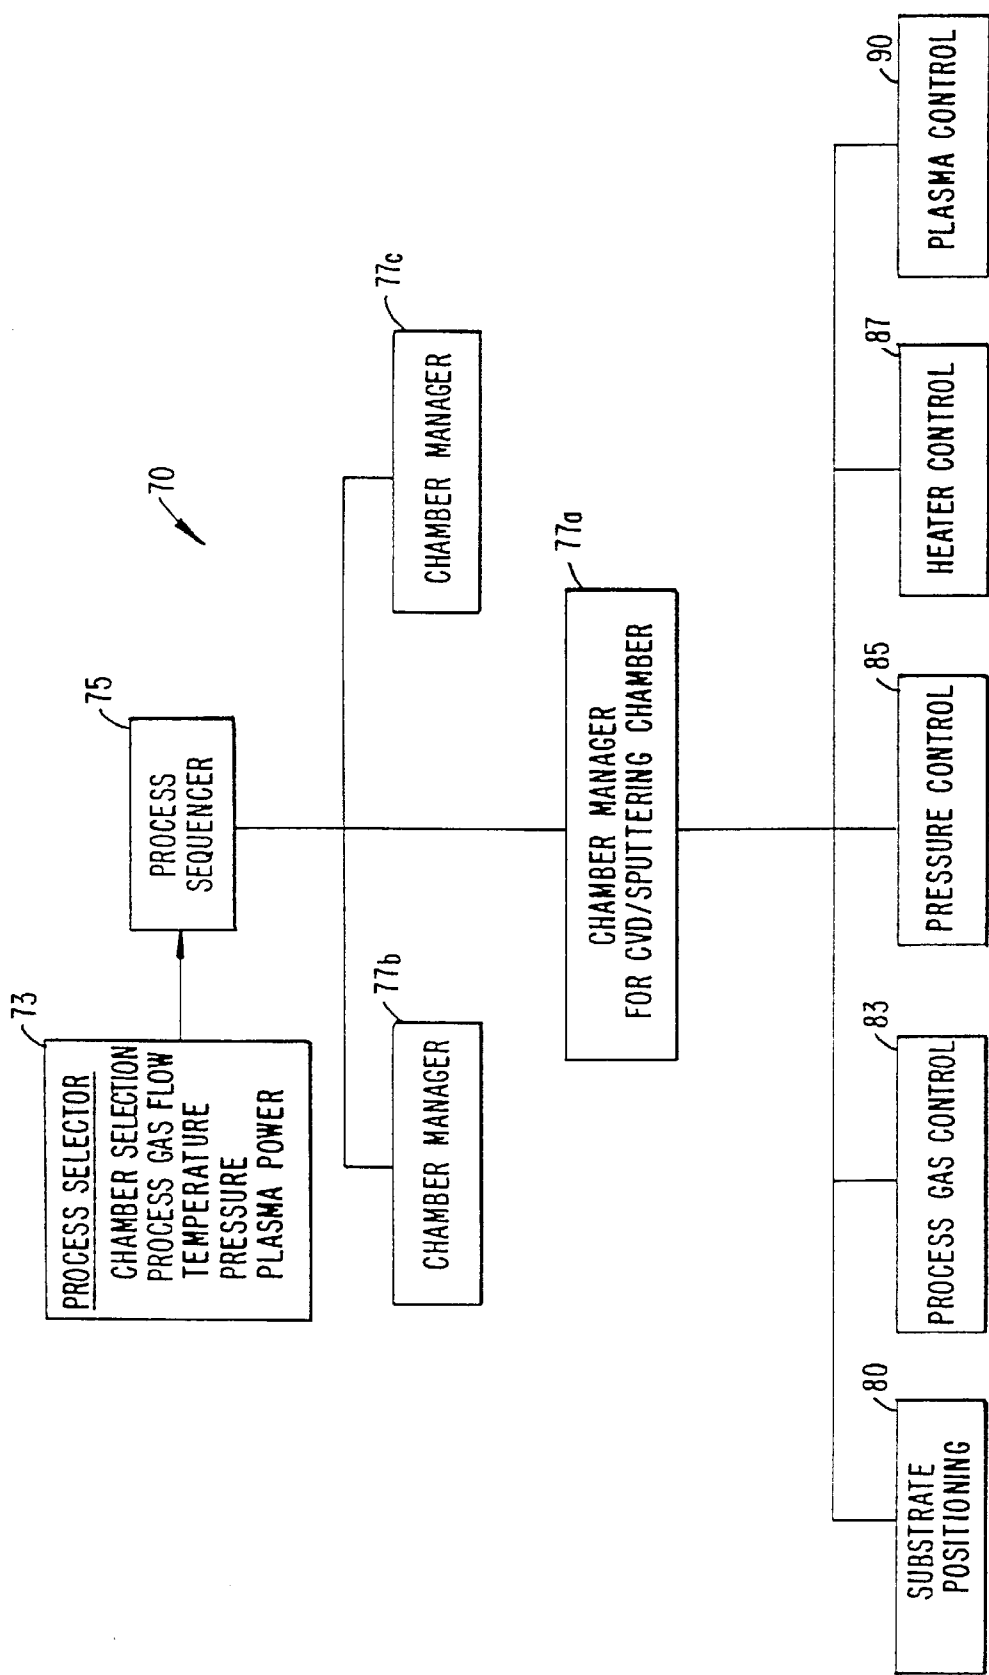 70
73
PROCESS SELECTOR
CHAMBER SELECTION
PROCESS GAS FLOW
TEMPERATURE
PRESSURE
PLASMA POWER
75
PROCESS
SEQUENCER
77b
CHAMBER MANAGER
77c
CHAMBER MANAGER
77a
CHAMBER MANAGER
FOR CVD/SPUTTERING CHAMBER
80
SUBSTRATE
POSITIONING
83
PROCESS GAS CONTROL
85
PRESSURE CONTROL
87
HEATER CONTROL
90
PLASMA CONTROL